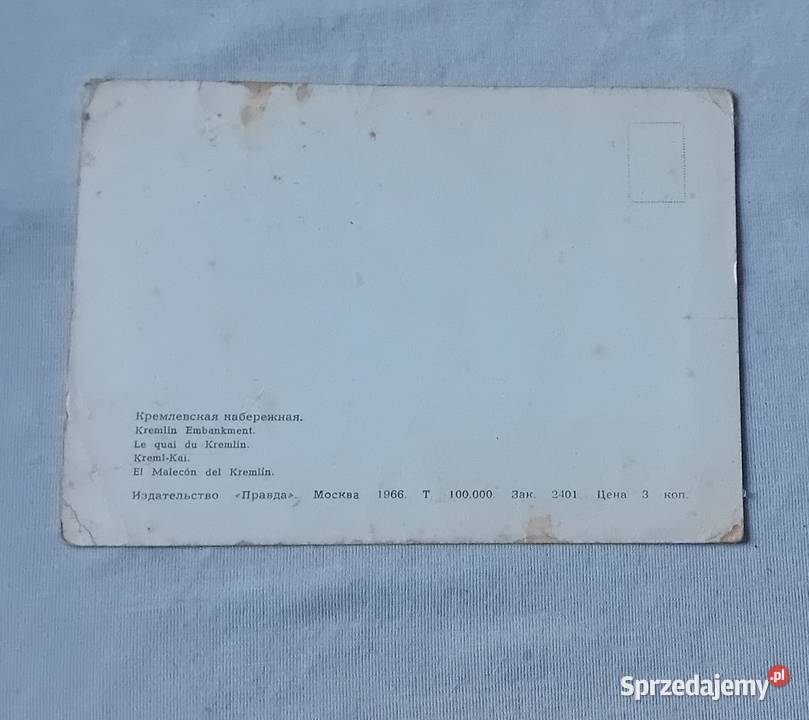 Кремлевская набережная.
Kremlin Embankment.
Le quai du Kremlin.
Kreml-Kai.
El Malecón del Kremlín.
Издательство «Правда». Москва 1966. Т 100.000. Зак. 2401. Цена 3 коп.
Sprzedajemy.pl